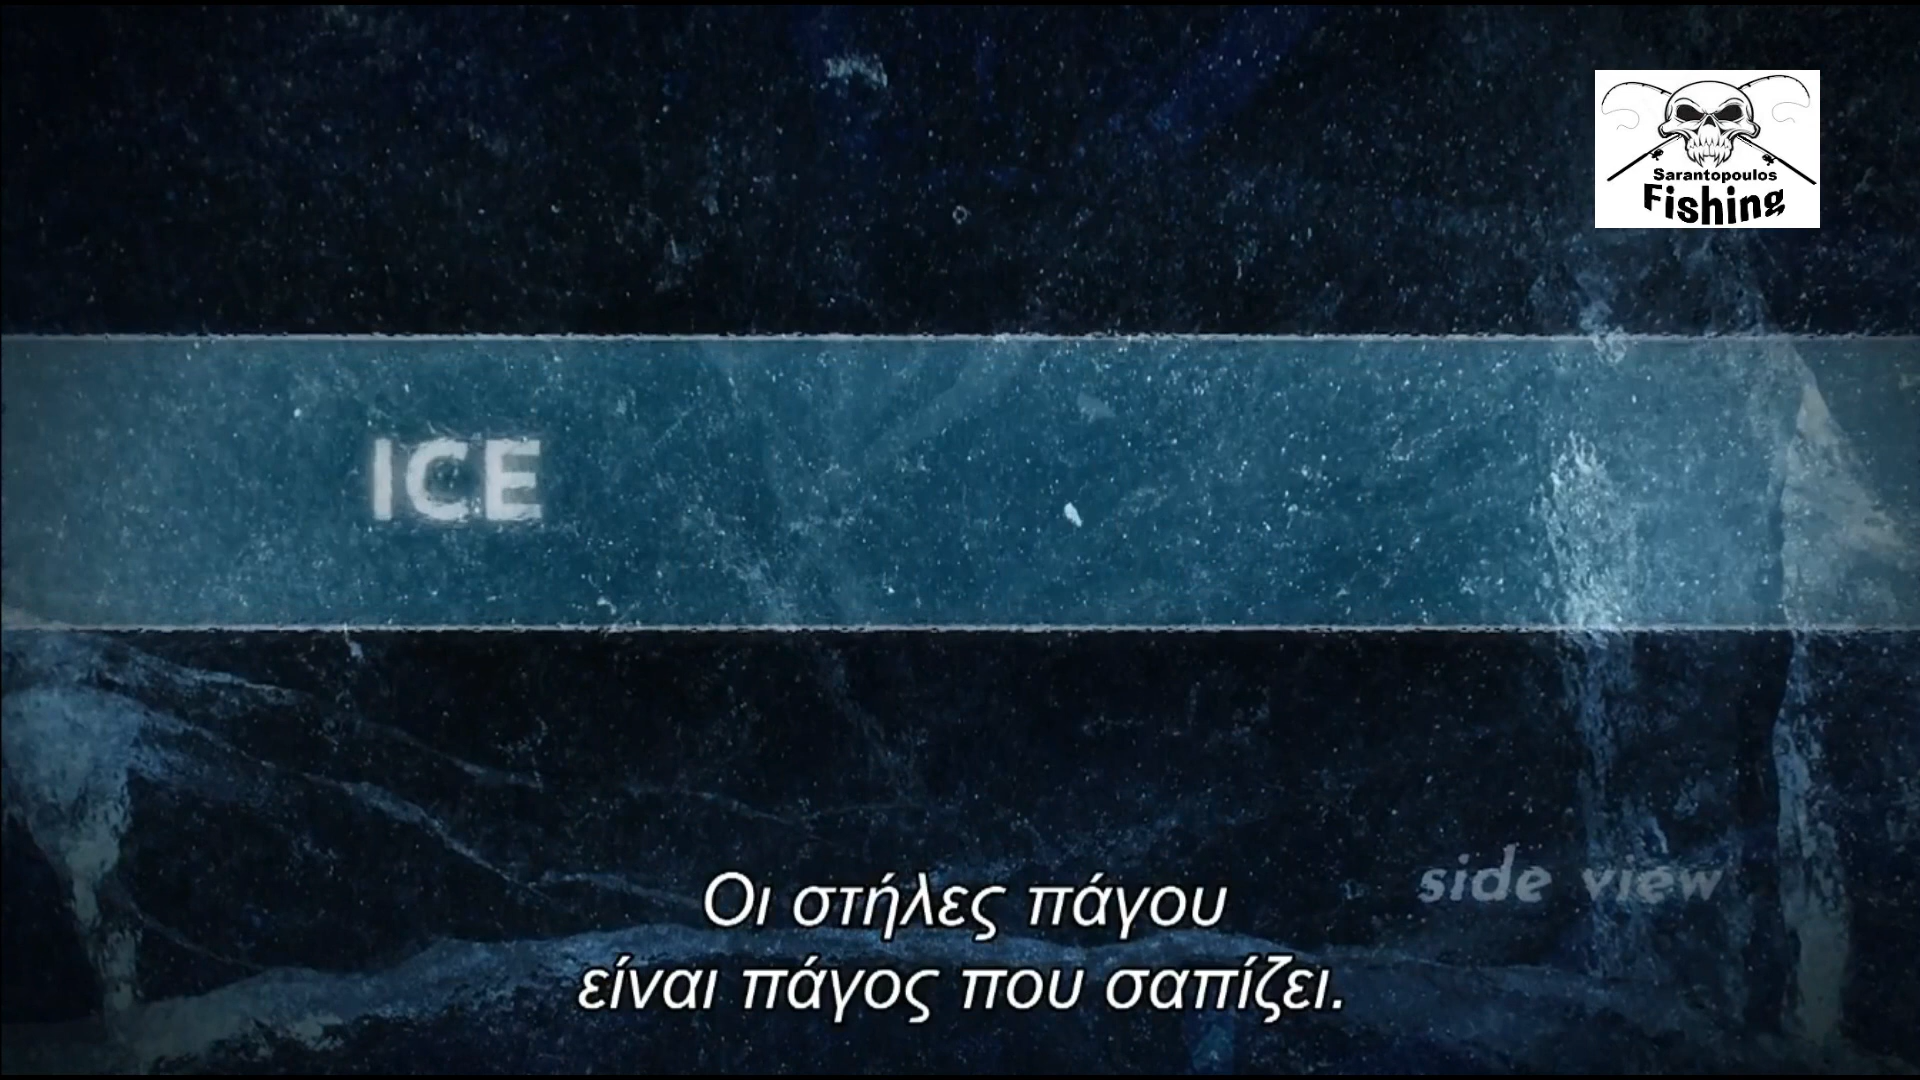 Sarantopoulos
Fishing
ICE
side view
Οι στήλες πάγου
είναι πάγος που σαπίζει.